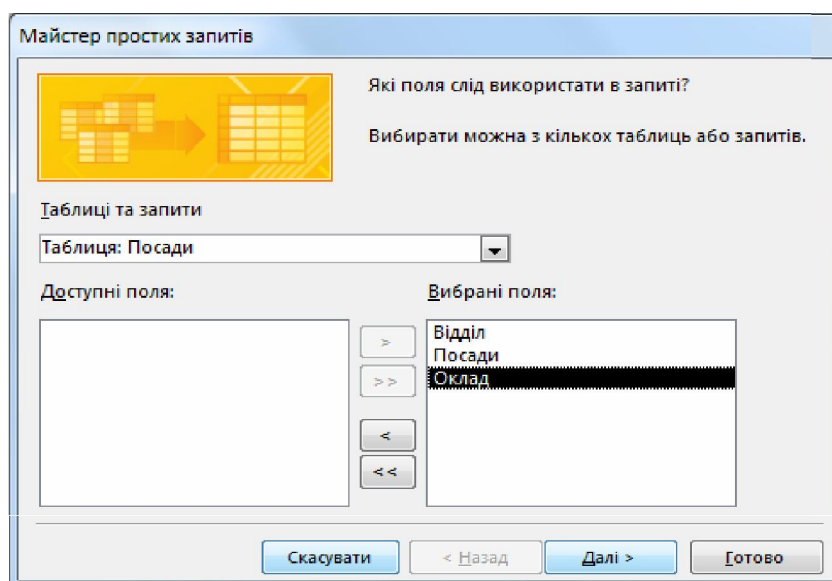 Майстер простих запитів
Які поля слід використати в запиті?
Вибирати можна з кількох таблиць або запитів.
Таблиці та запити
Таблиця: Посади
Доступні поля:
Вибрані поля:
>
>>
<
<<
Відділ
Посади
Оклад
Скасувати
< Назад
Далі >
Готово